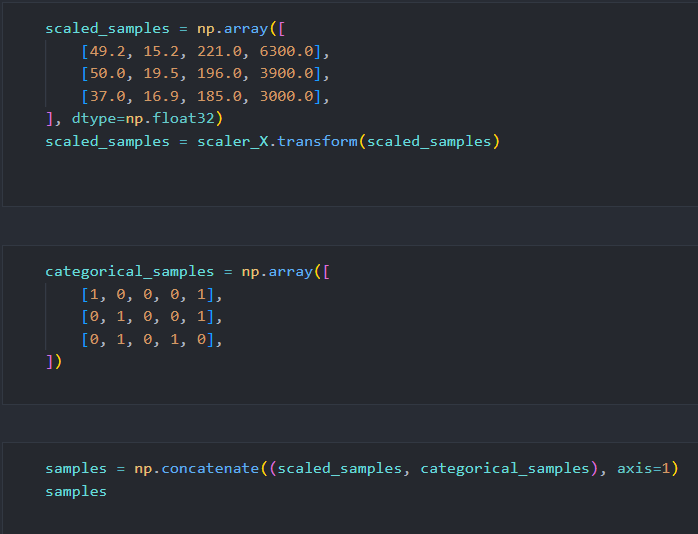 scaled_samples = np.array([
    [49.2, 15.2, 221.0, 6300.0],
    [50.0, 19.5, 196.0, 3900.0],
    [37.0, 16.9, 185.0, 3000.0],
], dtype=np.float32)
scaled_samples = scaler_X.transform(scaled_samples)
categorical_samples = np.array([
    [1, 0, 0, 0, 1],
    [0, 1, 0, 0, 1],
    [0, 1, 0, 1, 0],
])
samples = np.concatenate((scaled_samples, categorical_samples), axis=1)
samples